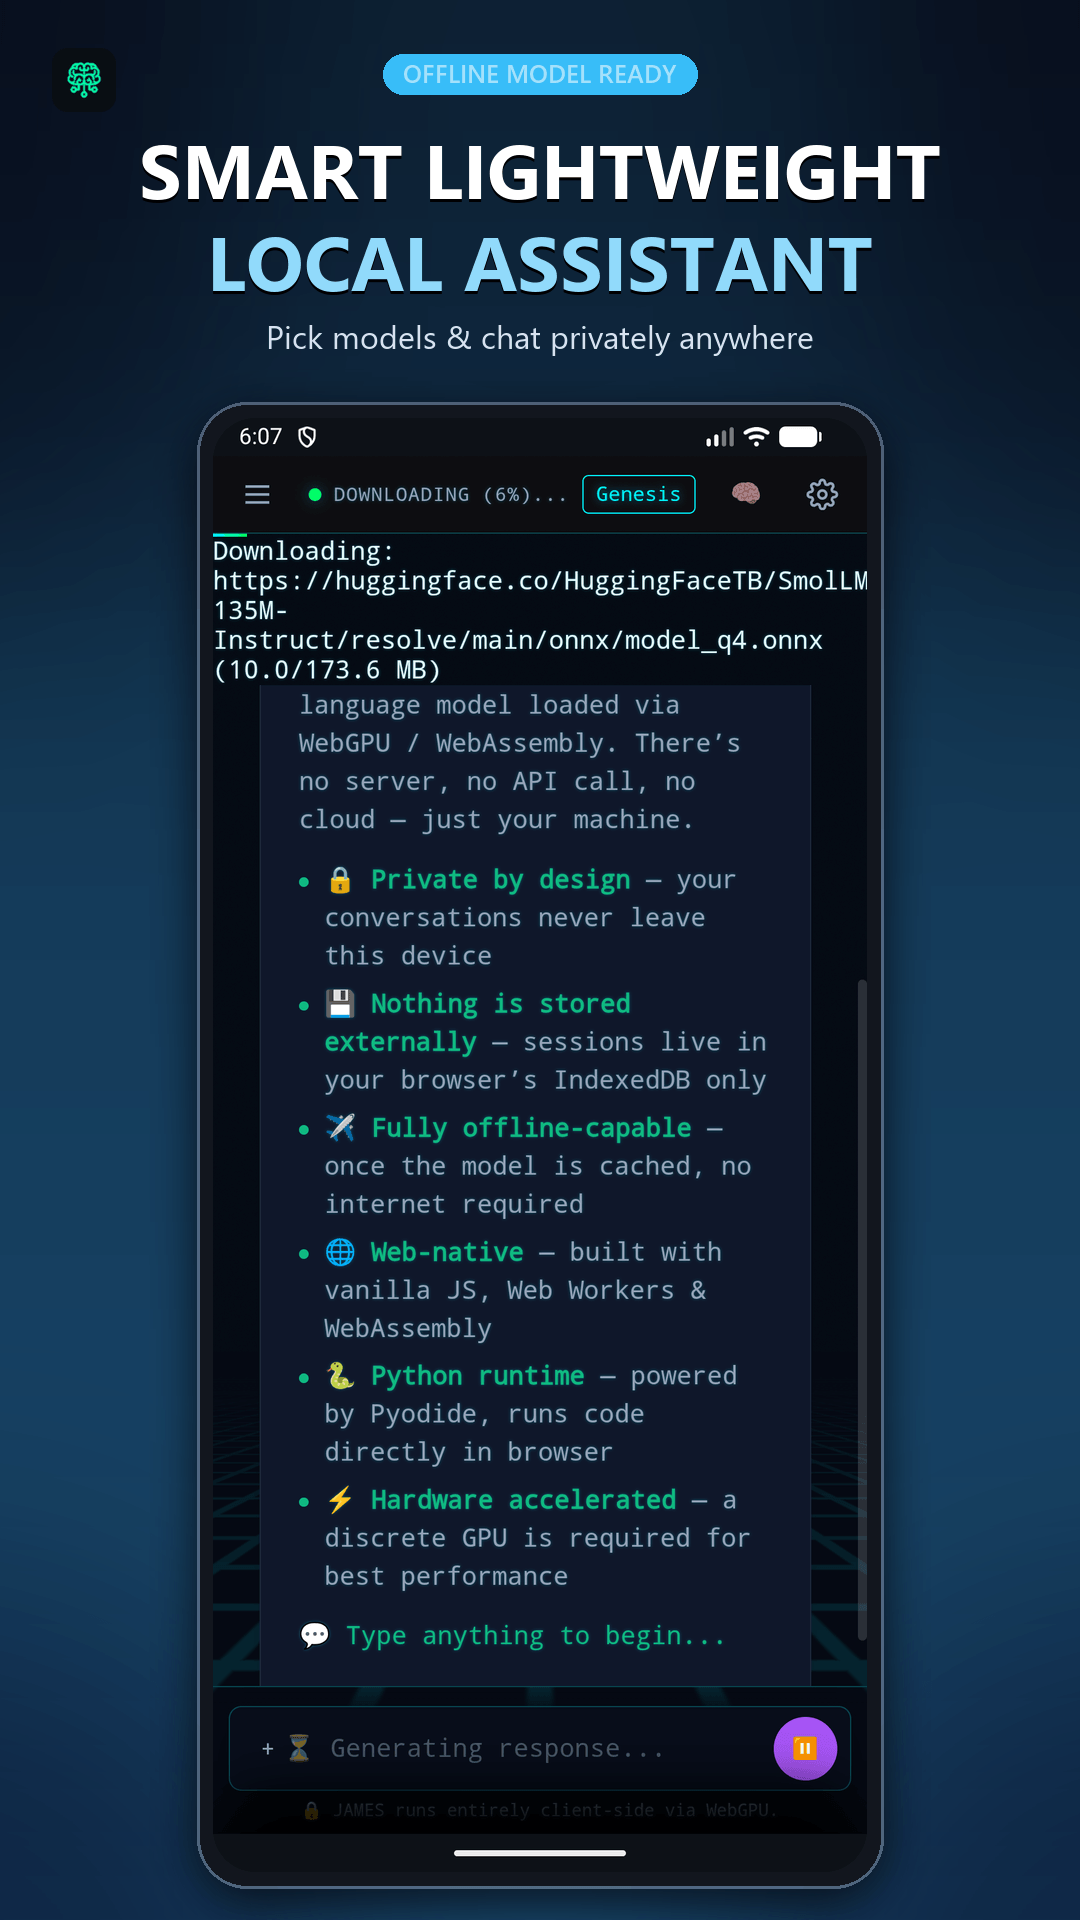 OFFLINE MODEL READY
SMART LIGHTWEIGHT
LOCAL ASSISTANT
Pick models & chat privately anywhere
6:07
DOWNLOADING (6%)... Genesis
Downloading:
https://huggingface.co/HuggingFaceTB/SmolLM
135M-
Instruct/resolve/main/onnx/model_q4.onnx
(10.0/173.6 MB)
language model loaded via
WebGPU / WebAssembly. There’s
no server, no API call, no
cloud — just your machine.
• 🔒 Private by design — your
conversations never leave
this device
• 💾 Nothing is stored
externally — sessions live in
your browser’s IndexedDB only
• ✈️ Fully offline-capable —
once the model is cached, no
internet required
• 🌐 Web-native — built with
vanilla JS, Web Workers &
WebAssembly
• 🐍 Python runtime — powered
by Pyodide, runs code
directly in browser
• ⚡ Hardware accelerated — a
discrete GPU is required for
best performance
💬 Type anything to begin...
+ ⏳ Generating response...
🔒 JAMES runs entirely client-side via WebGPU.